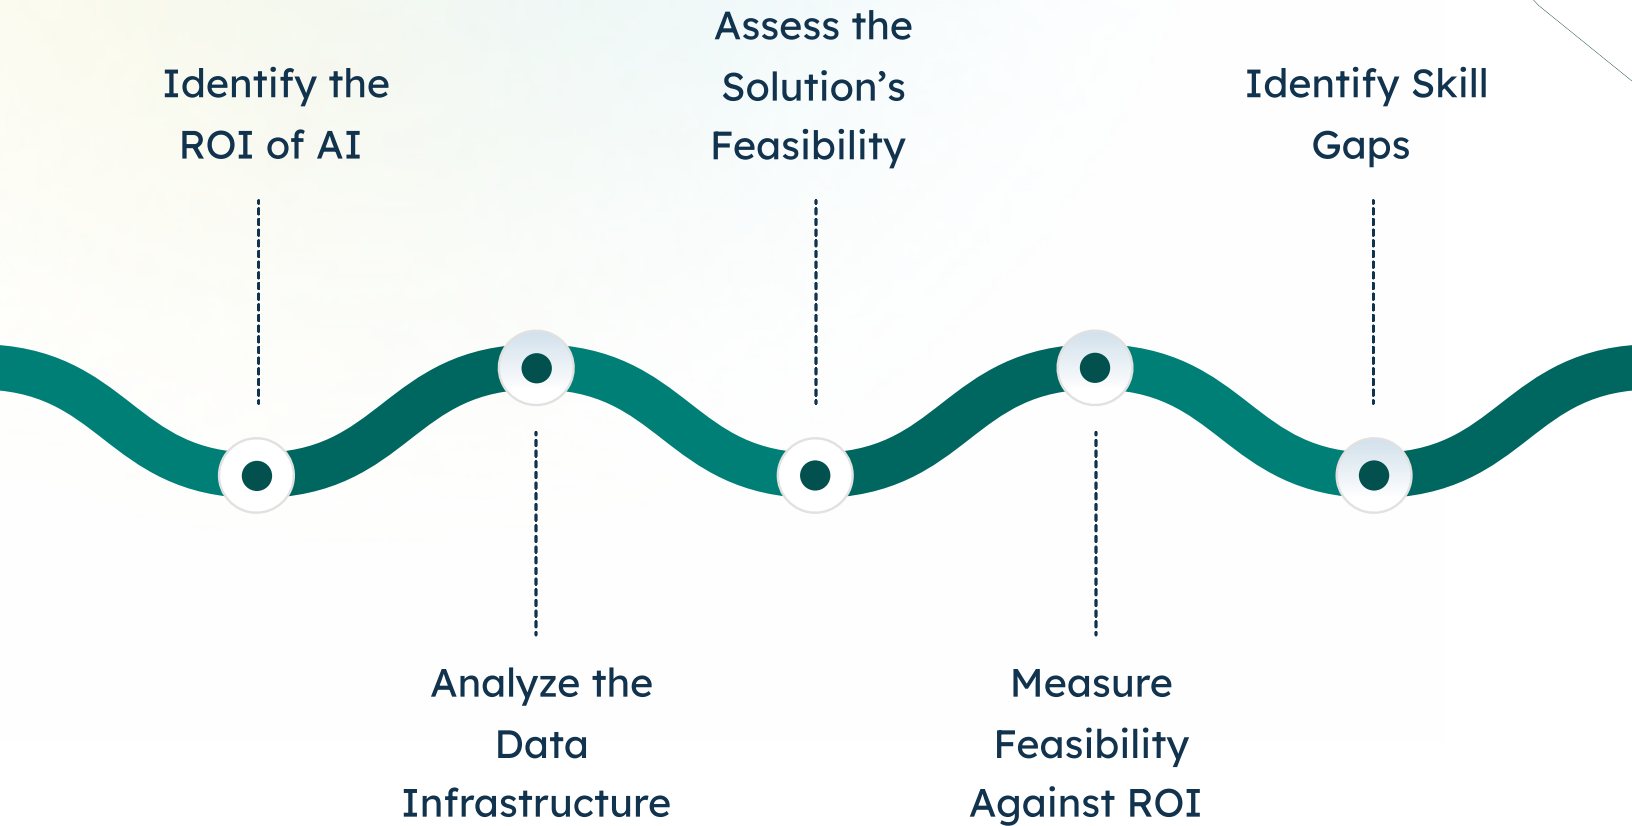 Identify the
ROI of AI
Analyze the
Data
Infrastructure
Assess the
Solution’s
Feasibility
Measure
Feasibility
Against ROI
Identify Skill
Gaps